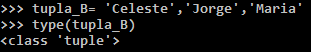 >>> tupla_B= 'Celeste','Jorge','Maria'
>>> type(tupla_B)
<class 'tuple'>